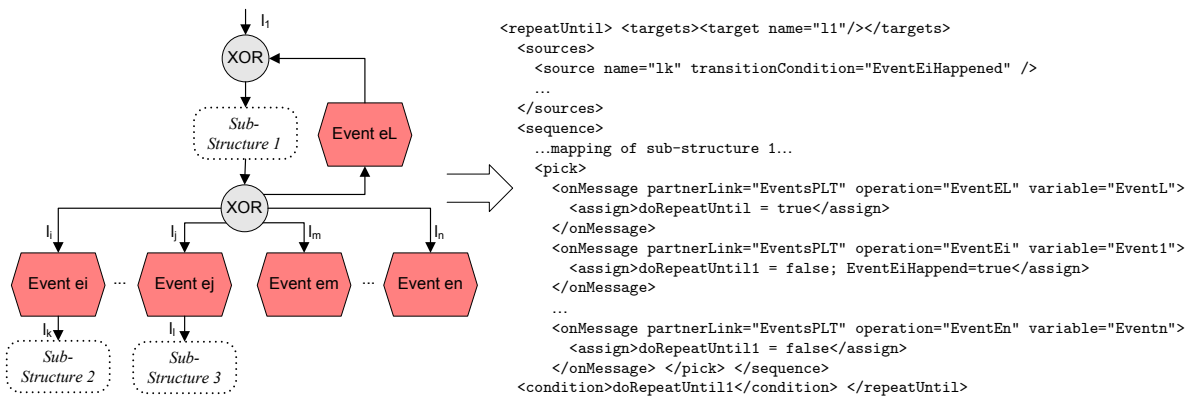 l1
XOR
Sub-
Structure 1
Event eL
XOR
li
lj
lm
ln
Event ei
...
Event ej
Event em
...
Event en
lk
ll
Sub-
Structure 2
Sub-
Structure 3
<repeatUntil> <targets><target name="l1"/></targets>
<sources>
<source name="lk" transitionCondition="EventEiHappened" />
...
</sources>
<sequence>
...mapping of sub-structure 1...
<pick>
<onMessage partnerLink="EventsPLT" operation="EventEL" variable="EventL">
<assign>doRepeatUntil = true</assign>
</onMessage>
<onMessage partnerLink="EventsPLT" operation="EventEi" variable="Event1">
<assign>doRepeatUntil1 = false; EventEiHappend=true</assign>
</onMessage>
...
<onMessage partnerLink="EventsPLT" operation="EventEn" variable="Eventn">
<assign>doRepeatUntil1 = false</assign>
</onMessage> </pick> </sequence>
<condition>doRepeatUntil1</condition> </repeatUntil>